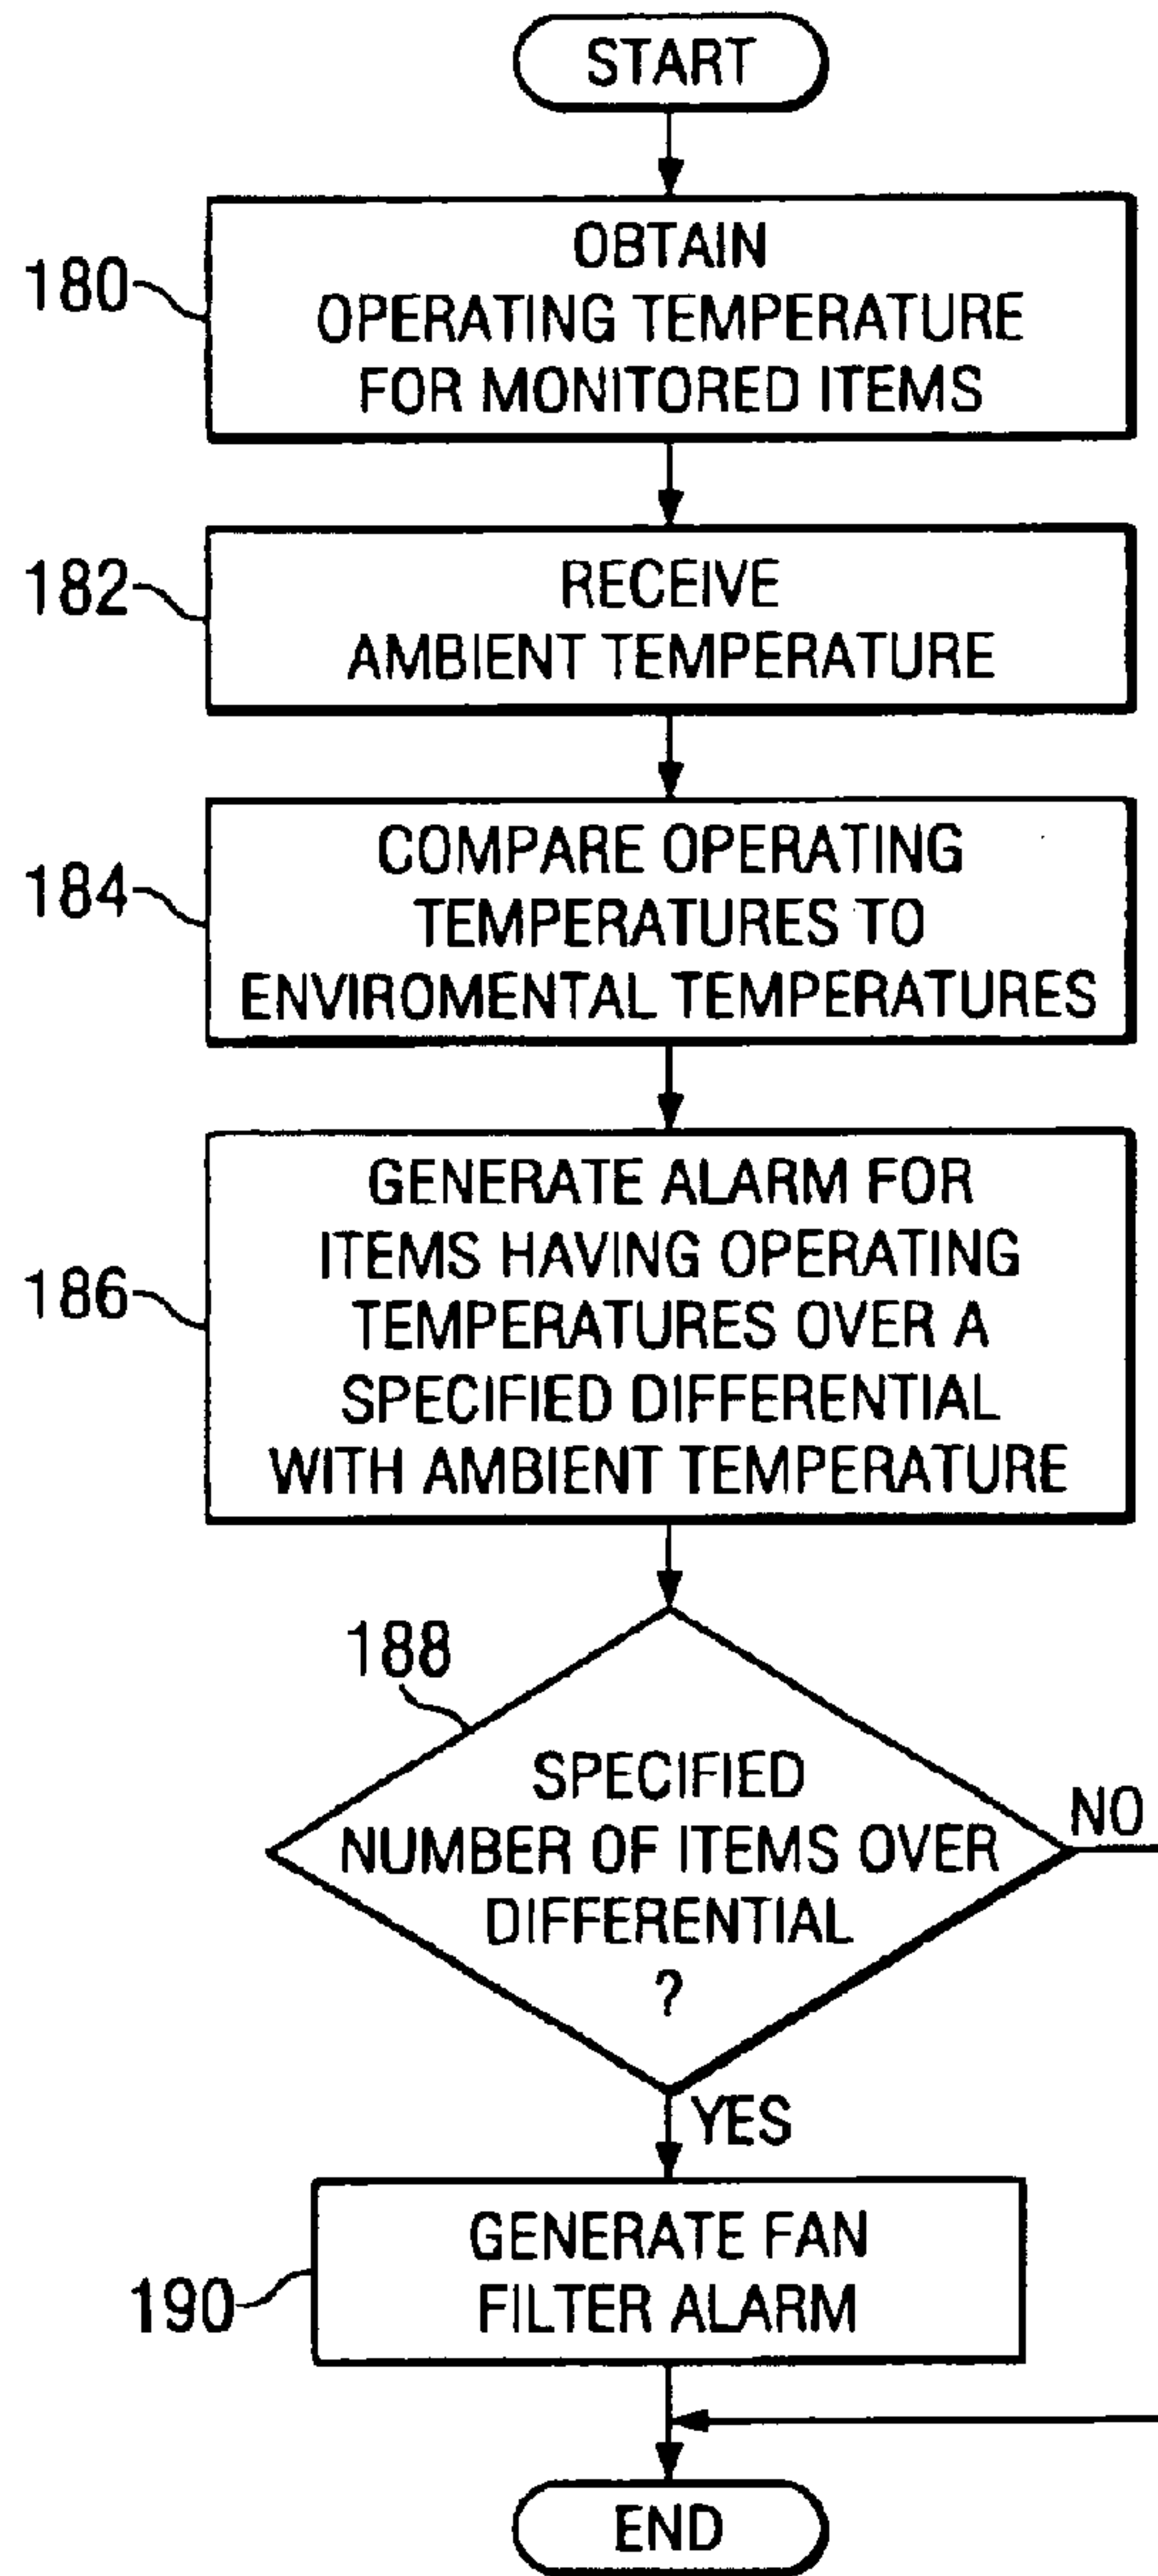 START
180
OBTAIN
OPERATING TEMPERATURE
FOR MONITORED ITEMS
182
RECEIVE
AMBIENT TEMPERATURE
184
COMPARE OPERATING
TEMPERATURES TO
ENVIROMENTAL TEMPERATURES
186
GENERATE ALARM FOR
ITEMS HAVING OPERATING
TEMPERATURES OVER A
SPECIFIED DIFFERENTIAL
WITH AMBIENT TEMPERATURE
188
SPECIFIED
NUMBER OF ITEMS OVER
DIFFERENTIAL
?
NO
YES
190
GENERATE FAN
FILTER ALARM
END